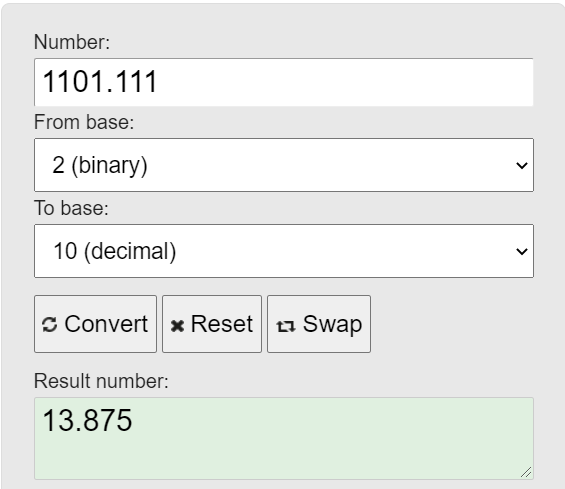 Number:
1101.111
From base:
2 (binary)
To base:
10 (decimal)
Convert Reset Swap
Result number:
13.875